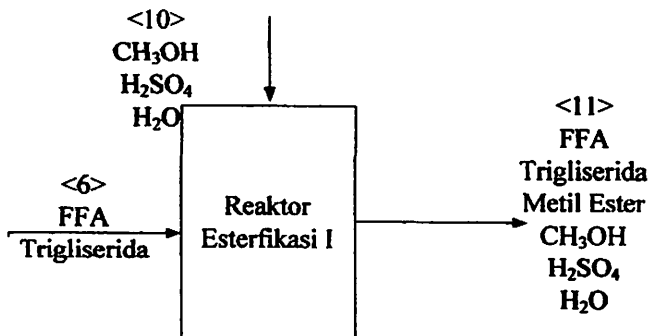 <10>
CH₃OH
H₂SO₄
H₂O
<6>
FFA
Trigliserida
Reaktor
Esterfikasi I
<11>
FFA
Trigliserida
Metil Ester
CH₃OH
H₂SO₄
H₂O